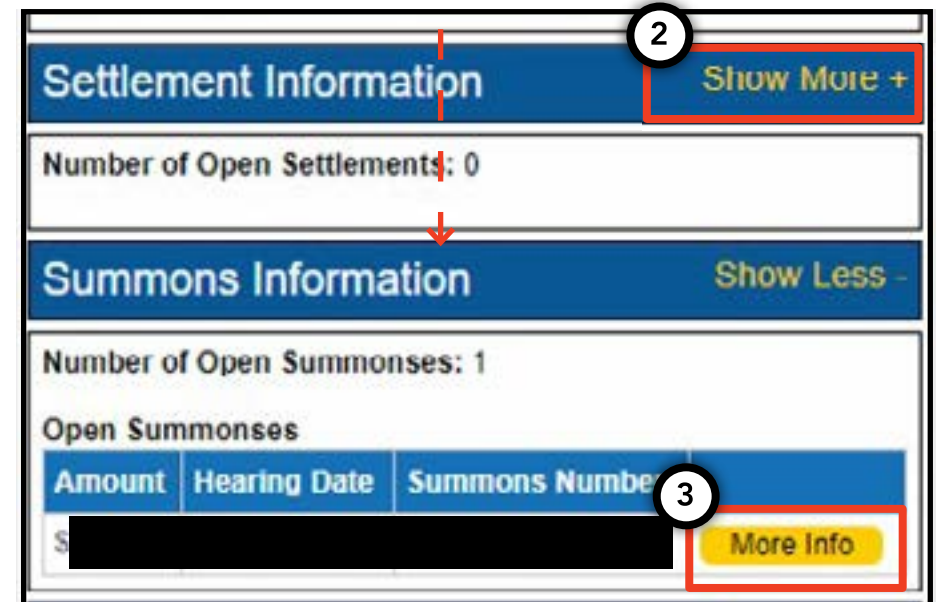 2
Settlement Information Show More +
Number of Open Settlements: 0
Summons Information Show Less -
Number of Open Summonses: 1
Open Summonses
Amount Hearing Date Summons Number
3
$ More Info